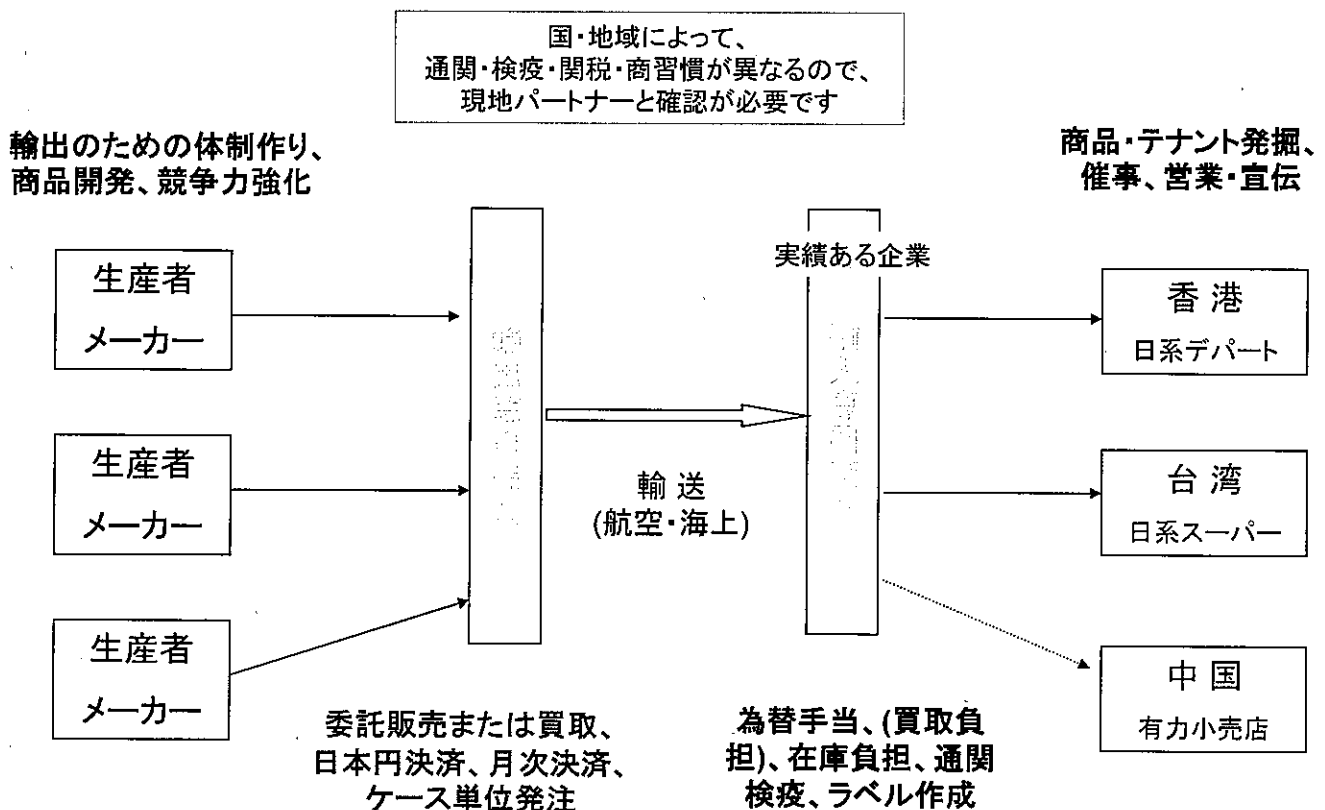 国・地域によって、
通関・検疫・関税・商習慣が異なるので、
現地パートナーと確認が必要です
輸出のための体制作り、
商品開発、競争力強化
商品・テナント発掘、
催事、営業・宣伝
生産者
メーカー
生産者
メーカー
生産者
メーカー
輸 送
(航空・海上)
実績ある企業
香 港
日系デパート
台 湾
日系スーパー
中 国
有力小売店
委託販売または買取、
日本円決済、月次決済、
ケース単位発注
為替手当、(買取負
担)、在庫負担、通関
検疫、ラベル作成